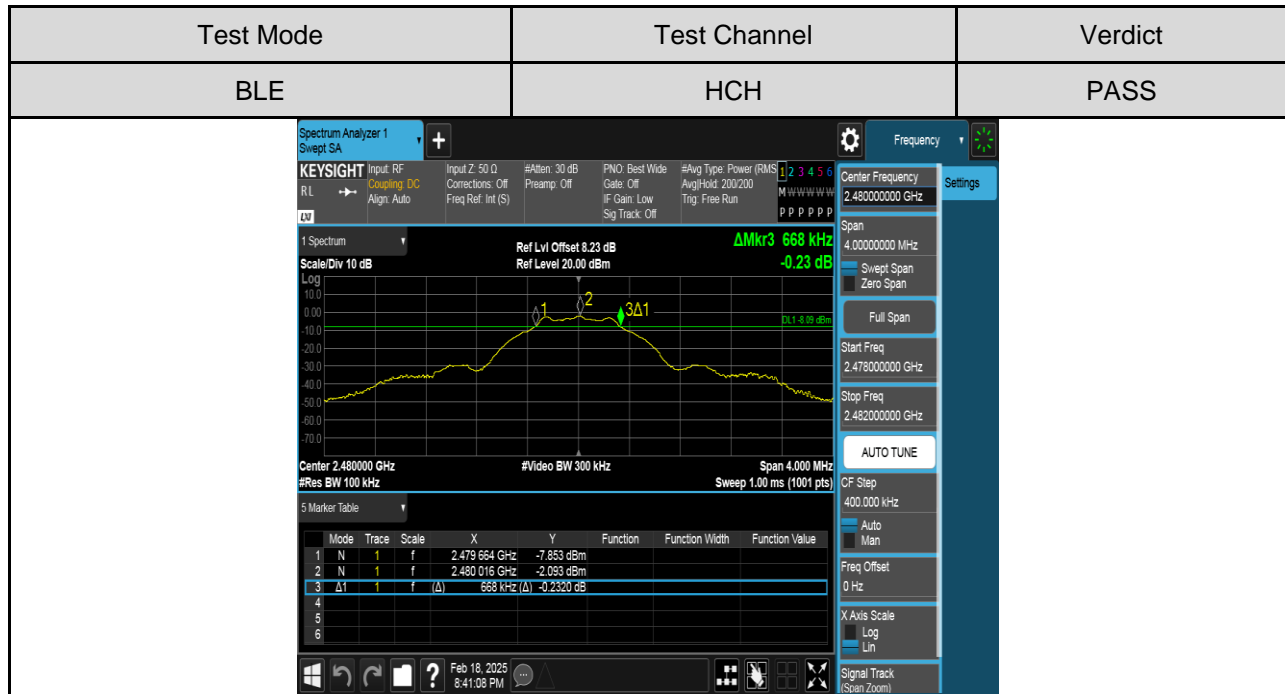 Test Mode Test Channel Verdict
BLE HCH PASS
Spectrum Analyzer 1
Swept SA
+
Frequency
KEYSIGHT Input: RF Input Z: 50 Ω #Atten: 30 dB PNO: Best Wide #Avg Type: Power (RMS 1 2 3 4 5 6
RL Coupling: DC Corrections: Off Preamp: Off Gate: Off Avg|Hold: 200/200 M W W W W W
Align: Auto Freq Ref: Int (S) IF Gain: Low Trig: Free Run
LXI Sig Track: Off P P P P P P
1 Spectrum
Ref Lvl Offset 8.23 dB ΔMkr3 668 kHz
Scale/Div 10 dB Ref Level 20.00 dBm -0.23 dB
Log
10.0
0.00
-10.0
-20.0
-30.0
-40.0
-50.0
-60.0
-70.0
1 2 3Δ1
DL1 -8.09 dBm
Center 2.480000 GHz #Video BW 300 kHz Span 4.000 MHz
#Res BW 100 kHz Sweep 1.00 ms (1001 pts)
5 Marker Table
Mode Trace Scale X Y Function Function Width Function Value
1 N 1 f 2.479 664 GHz -7.853 dBm
2 N 1 f 2.480 016 GHz -2.093 dBm
3 Δ1 1 f (Δ) 668 kHz (Δ) -0.2320 dB
4
5
6
? Feb 18, 2025
8:41:08 PM
Center Frequency
2.480000000 GHz
Settings
Span
4.00000000 MHz
Swept Span
Zero Span
Full Span
Start Freq
2.478000000 GHz
Stop Freq
2.482000000 GHz
AUTO TUNE
CF Step
400.000 kHz
Auto
Man
Freq Offset
0 Hz
X Axis Scale
Log
Lin
Signal Track
(Span Zoom)